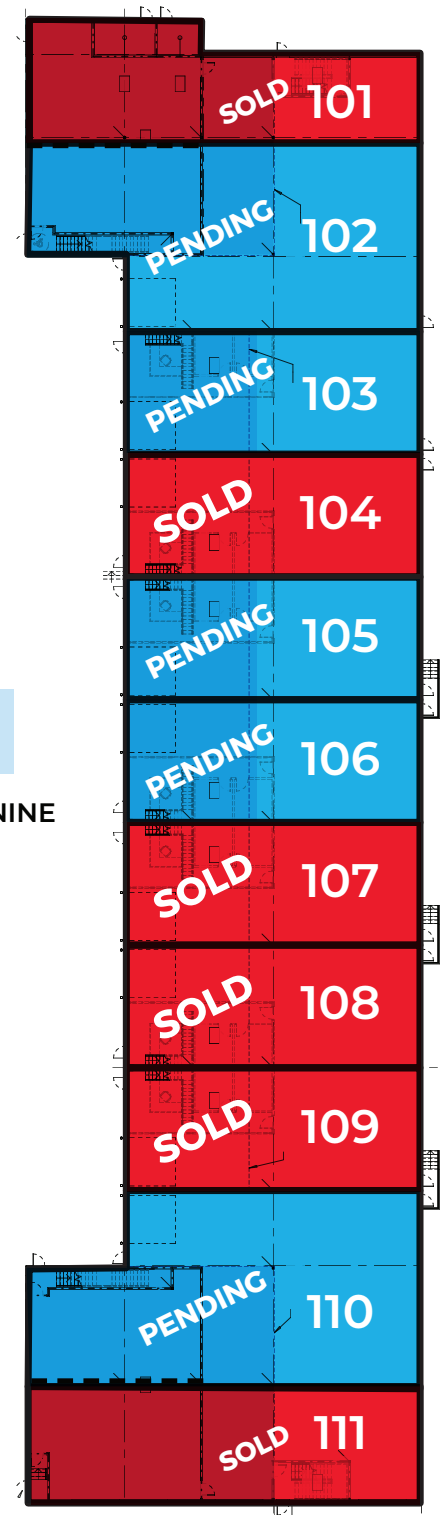 SOLD 101
PENDING 102
PENDING 103
SOLD 104
PENDING 105
PENDING 106
NINE
SOLD 107
SOLD 108
SOLD 109
PENDING 110
SOLD 111